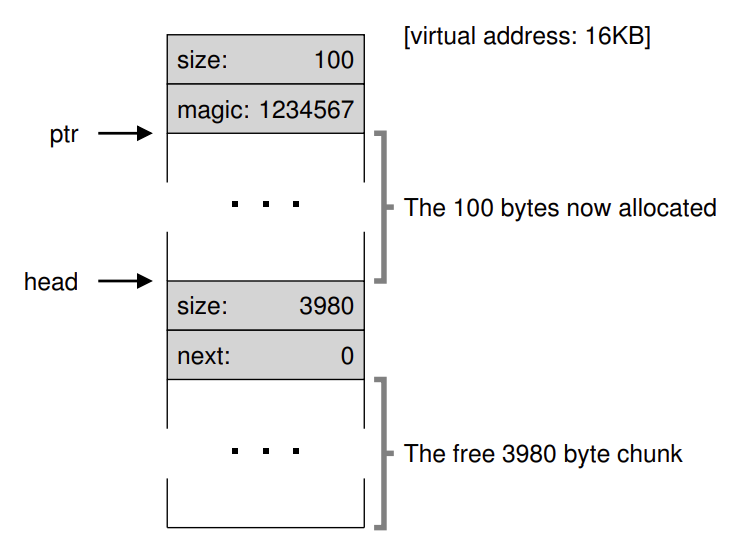 [virtual address: 16KB]
size: 100
magic: 1234567
ptr
The 100 bytes now allocated
head
size: 3980
next: 0
The free 3980 byte chunk